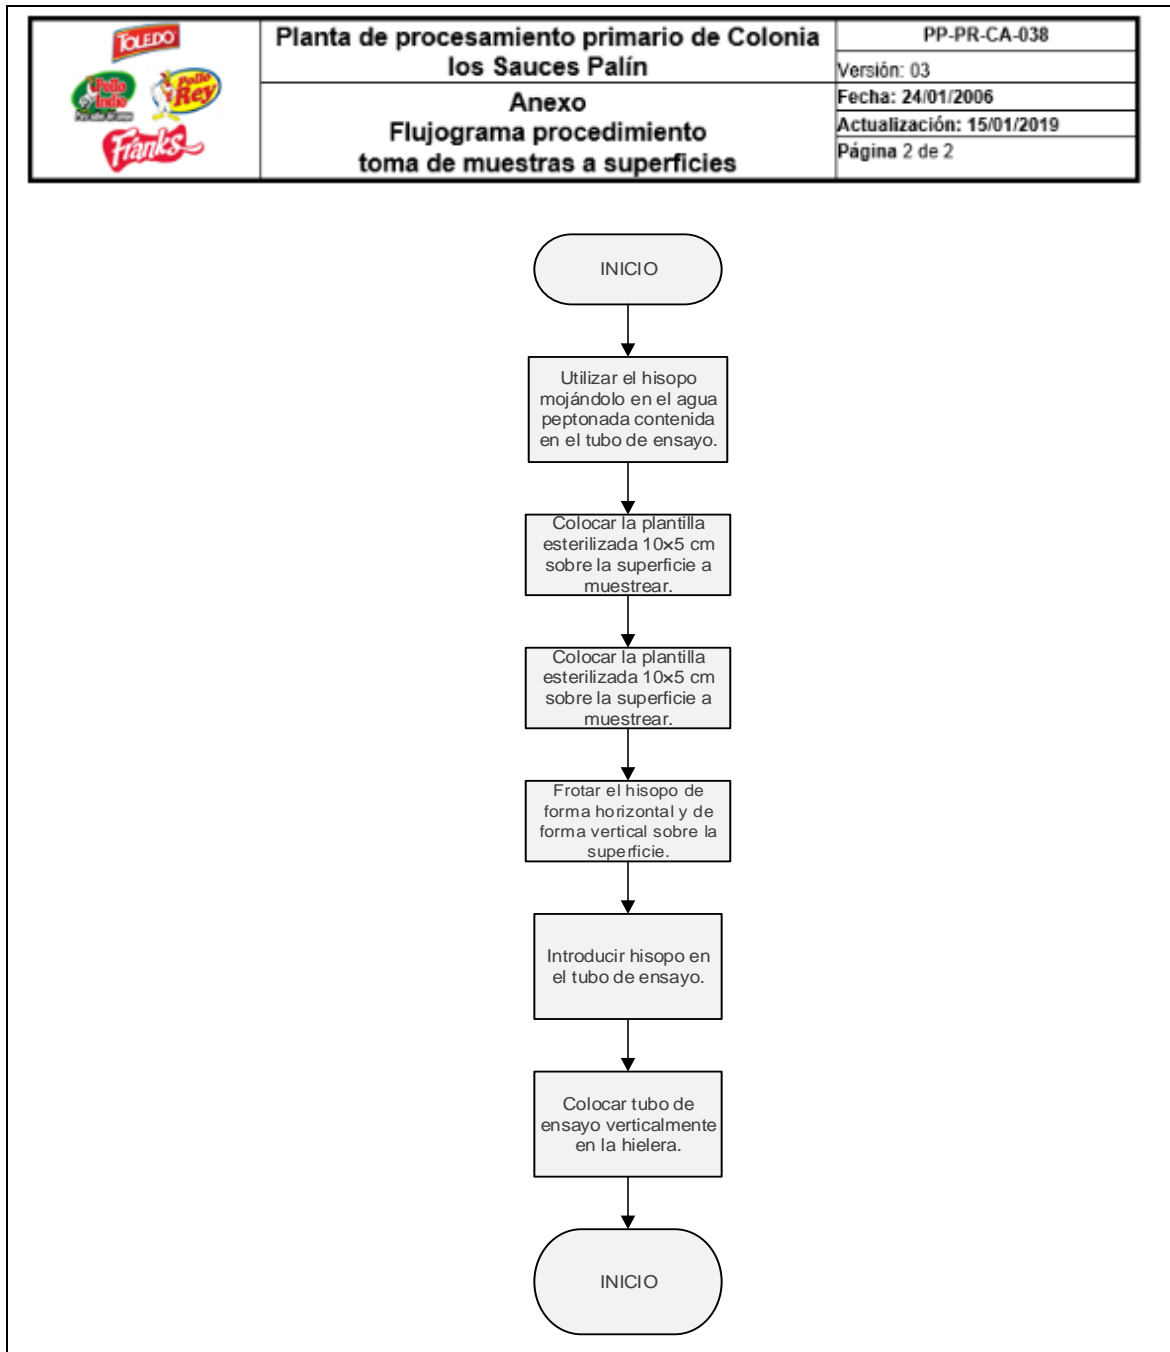 TOLEDO
Pollo
Indio
Pollo
Rey
Franks
Planta de procesamiento primario de Colonia
los Sauces Palín
Anexo
Flujograma procedimiento
toma de muestras a superficies
PP-PR-CA-038
Versión: 03
Fecha: 24/01/2006
Actualización: 15/01/2019
Página 2 de 2
INICIO
Utilizar el hisopo
mojándolo en el agua
peptonada contenida
en el tubo de ensayo.
Colocar la plantilla
esterilizada 10×5 cm
sobre la superficie a
muestrear.
Colocar la plantilla
esterilizada 10×5 cm
sobre la superficie a
muestrear.
Frotar el hisopo de
forma horizontal y de
forma vertical sobre la
superficie.
Introducir hisopo en
el tubo de ensayo.
Colocar tubo de
ensayo verticalmente
en la hielera.
INICIO